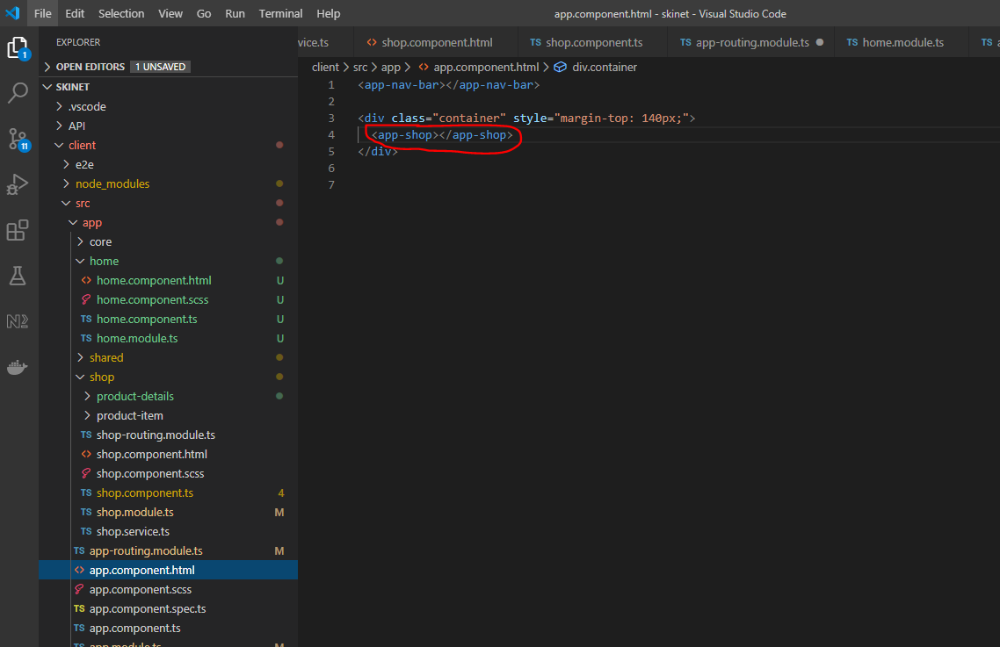 File Edit Selection View Go Run Terminal Help app.component.html - skinet - Visual Studio Code
EXPLORER
vice.ts shop.component.html TS shop.component.ts TS app-routing.module.ts TS home.module.ts TS
OPEN EDITORS 1 UNSAVED
client > src > app > app.component.html > div.container
SKINET
.vscode
API
client
e2e
node_modules
src
app
core
home
home.component.html U
home.component.scss U
TS home.component.ts U
TS home.module.ts U
shared
shop
product-details
product-item
TS shop-routing.module.ts
shop.component.html
shop.component.scss
TS shop.component.ts 4
TS shop.module.ts M
TS shop.service.ts
TS app-routing.module.ts M
app.component.html
app.component.scss
TS app.component.spec.ts
TS app.component.ts
TS app.module.ts M
1 <app-nav-bar></app-nav-bar>
2
3 <div class="container" style="margin-top: 140px;">
4 <app-shop></app-shop>
5 </div>
6
7
1
11